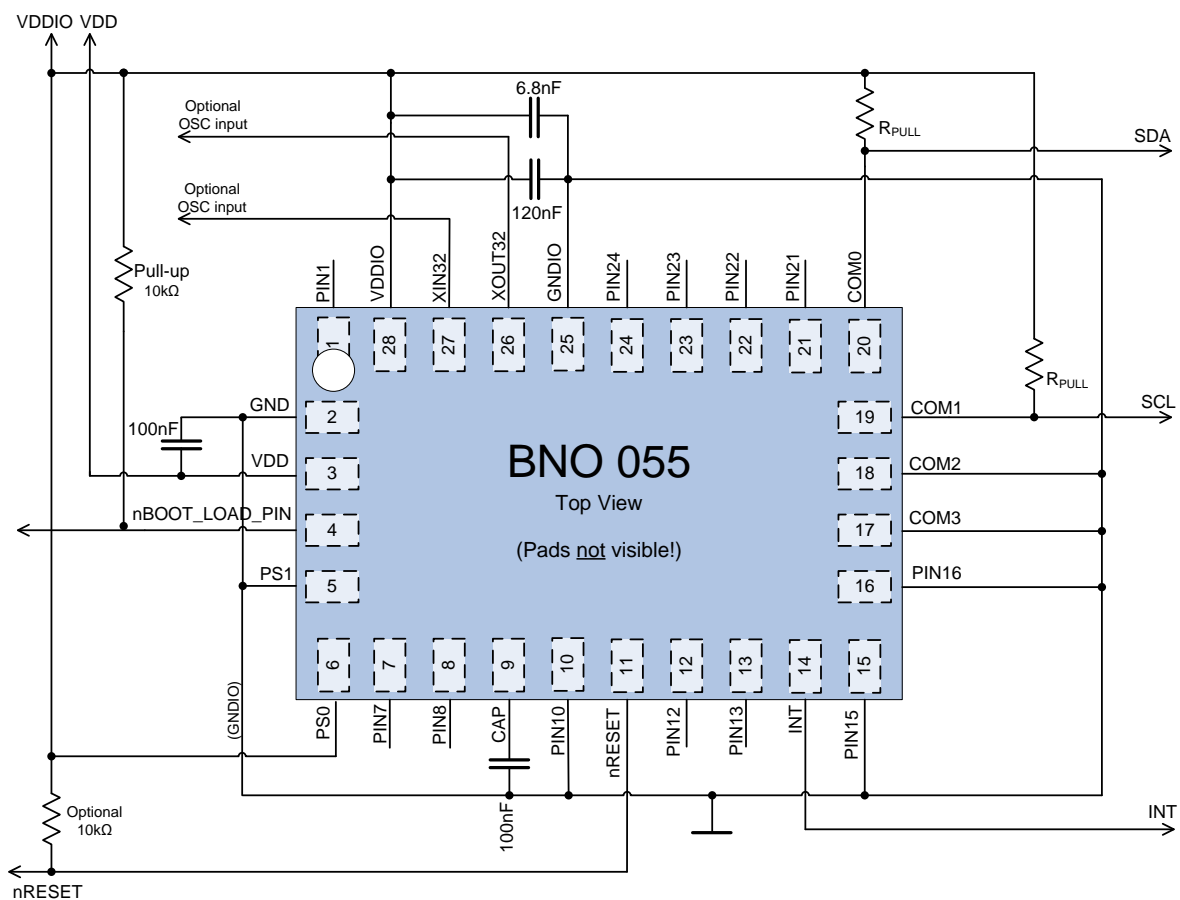 VDDIO VDD
6.8nF
Optional
OSC input
R_PULL
SDA
Optional
OSC input
120nF
Pull-up
10kΩ
PIN1
VDDIO
XIN32
XOUT32
GNDIO
PIN24
PIN23
PIN22
PIN21
COM0
1
28
27
26
25
24
23
22
21
20
R_PULL
GND
2
19
COM1
SCL
100nF
VDD
3
BNO 055
18
COM2
Top View
nBOOT_LOAD_PIN
4
17
COM3
(Pads not visible!)
PS1
5
16
PIN16
6
7
8
9
10
11
12
13
14
15
(GNDIO)
PS0
PIN7
PIN8
CAP
PIN10
nRESET
PIN12
PIN13
INT
PIN15
Optional
10kΩ
100nF
INT
nRESET